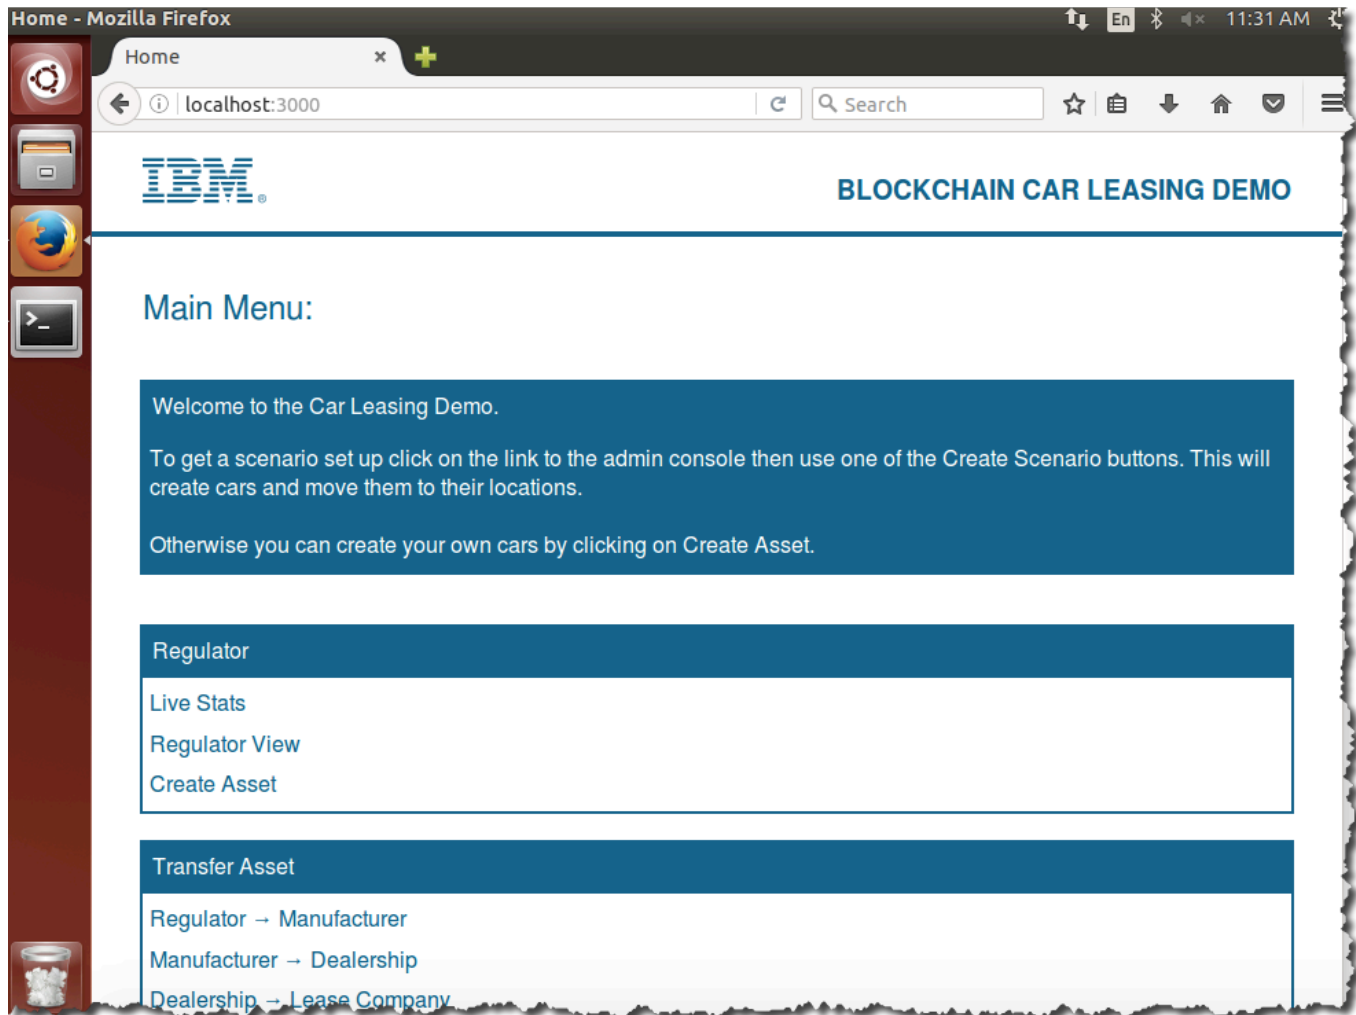 Home - Mozilla Firefox
En
11:31 AM
Home
localhost:3000
Search
IBM®
BLOCKCHAIN CAR LEASING DEMO
Main Menu:
Welcome to the Car Leasing Demo.
To get a scenario set up click on the link to the admin console then use one of the Create Scenario buttons. This will
create cars and move them to their locations.
Otherwise you can create your own cars by clicking on Create Asset.
Regulator
Live Stats
Regulator View
Create Asset
Transfer Asset
Regulator → Manufacturer
Manufacturer → Dealership
Dealership → Lease Company